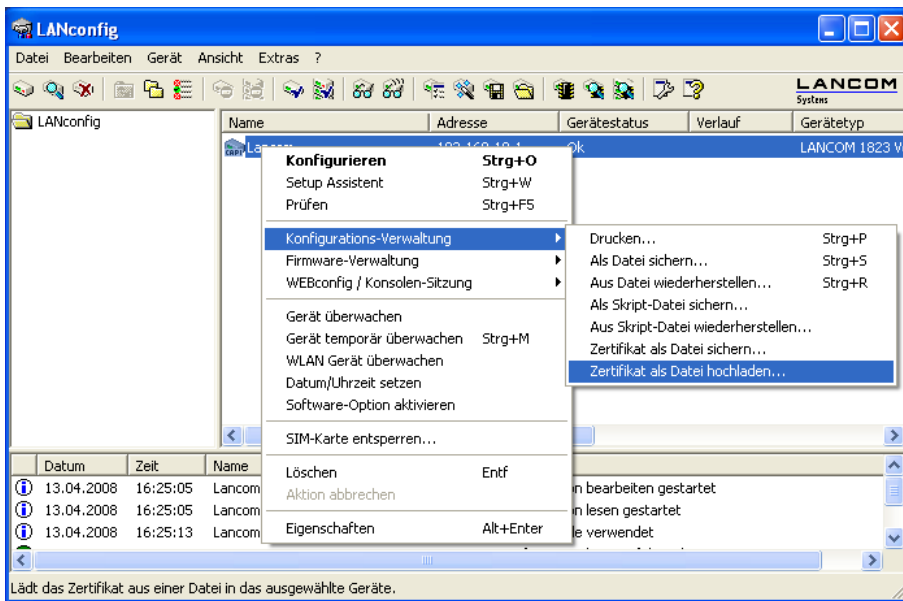 LANconfig
Datei Bearbeiten Gerät Ansicht Extras ?
LANCOM
Systems
LANconfig
Name Adresse Gerätestatus Verlauf Gerätetyp
Ok LANCOM 1823 V
Konfigurieren Strg+O
Setup Assistent Strg+W
Prüfen Strg+F5
Konfigurations-Verwaltung
Firmware-Verwaltung
WEBconfig / Konsolen-Sitzung
Gerät überwachen
Gerät temporär überwachen Strg+M
WLAN Gerät überwachen
Datum/Uhrzeit setzen
Software-Option aktivieren
SIM-Karte entsperren...
Löschen Entf
Aktion abbrechen
Eigenschaften Alt+Enter
Drucken... Strg+P
Als Datei sichern... Strg+S
Aus Datei wiederherstellen... Strg+R
Als Skript-Datei sichern...
Aus Skript-Datei wiederherstellen...
Zertifikat als Datei sichern...
Zertifikat als Datei hochladen...
Datum Zeit Name
13.04.2008 16:25:05 Lancom n bearbeiten gestartet
13.04.2008 16:25:05 Lancom n lesen gestartet
13.04.2008 16:25:13 Lancom le verwendet
Lädt das Zertifikat aus einer Datei in das ausgewählte Geräte.